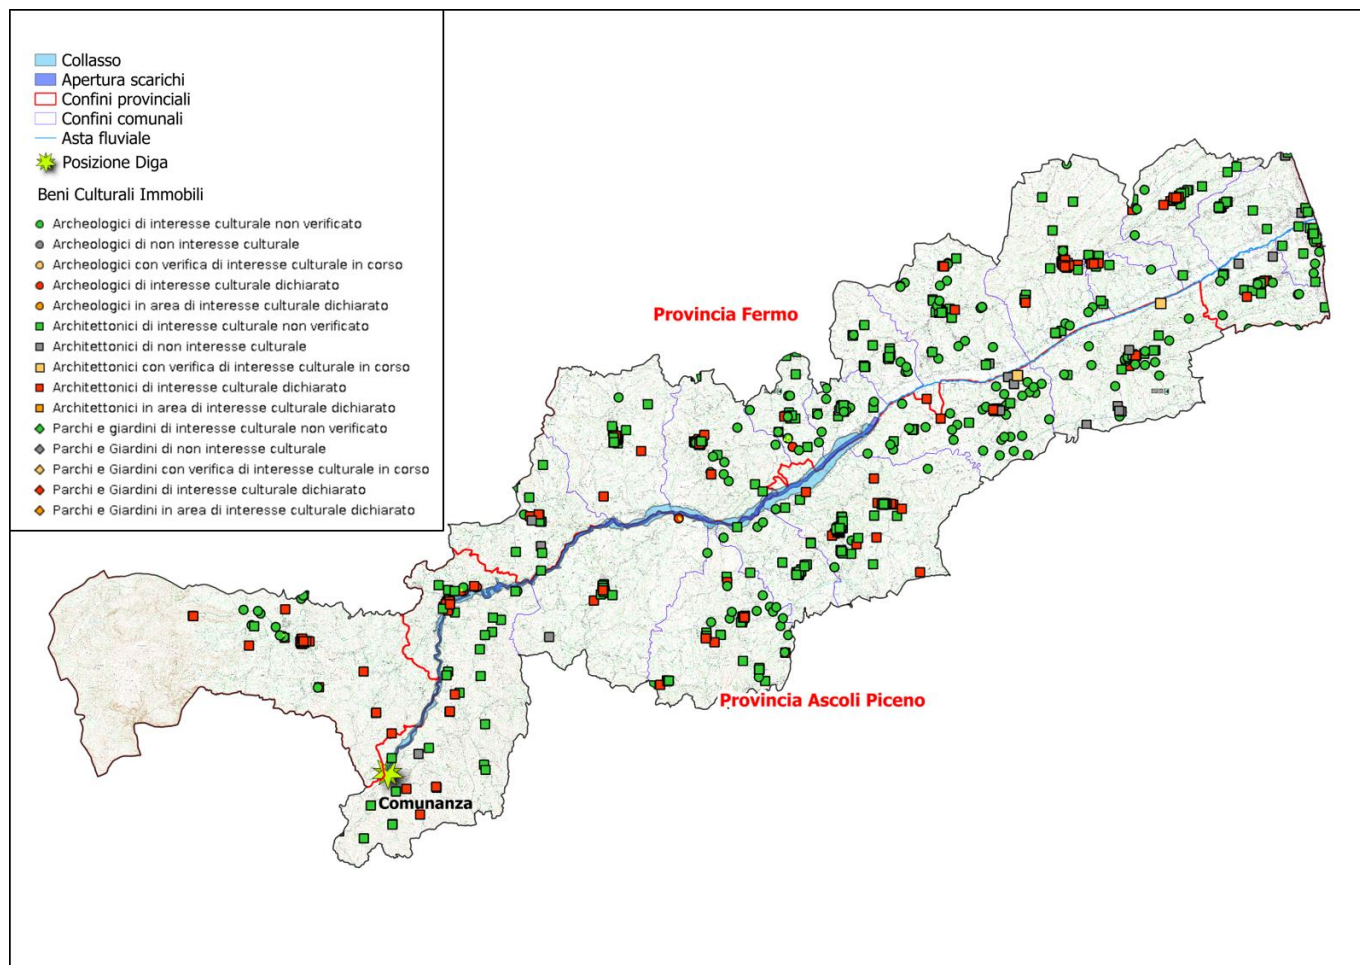 Collasso
Apertura scarichi
Confini provinciali
Confini comunali
Asta fluviale
Posizione Diga
Beni Culturali Immobili
Archeologici di interesse culturale non verificato
Archeologici di non interesse culturale
Archeologici con verifica di interesse culturale in corso
Archeologici di interesse culturale dichiarato
Archeologici in area di interesse culturale dichiarato
Architettonici di interesse culturale non verificato
Architettonici di non interesse culturale
Architettonici con verifica di interesse culturale in corso
Architettonici di interesse culturale dichiarato
Architettonici in area di interesse culturale dichiarato
Parchi e giardini di interesse culturale non verificato
Parchi e Giardini di non interesse culturale
Parchi e Giardini con verifica di interesse culturale in corso
Parchi e Giardini di interesse culturale dichiarato
Parchi e Giardini in area di interesse culturale dichiarato
Provincia Fermo
Provincia Ascoli Piceno
Comunanza